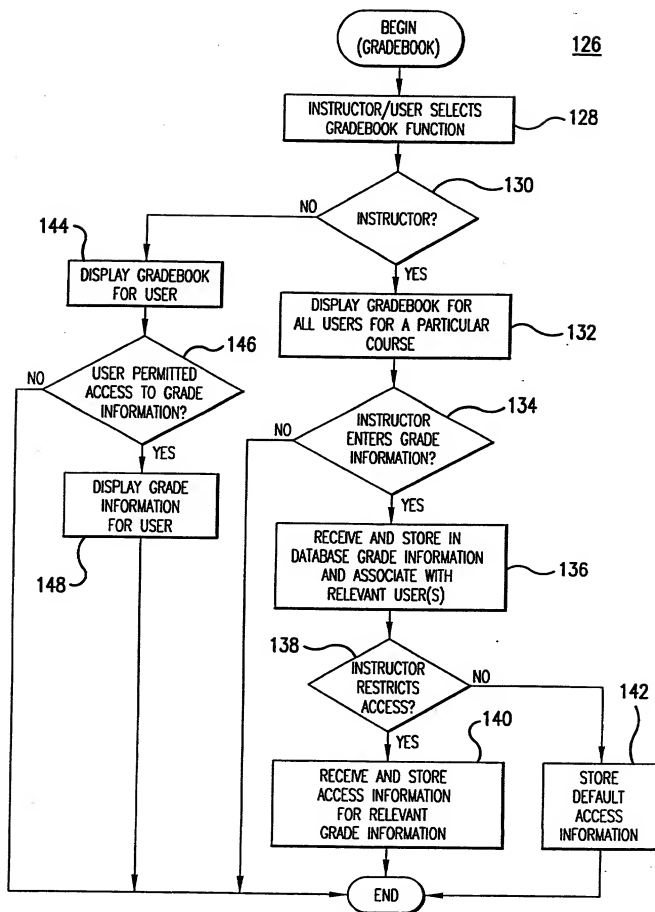 BEGIN
(GRADEBOOK)
126
INSTRUCTOR/USER SELECTS
GRADEBOOK FUNCTION
128
130
INSTRUCTOR?
NO
YES
144
DISPLAY GRADEBOOK
FOR USER
DISPLAY GRADEBOOK FOR
ALL USERS FOR A PARTICULAR
COURSE
132
146
USER PERMITTED
ACCESS TO GRADE
INFORMATION?
NO
YES
134
INSTRUCTOR
ENTERS GRADE
INFORMATION?
NO
YES
DISPLAY GRADE
INFORMATION
FOR USER
148
RECEIVE AND STORE IN
DATABASE GRADE INFORMATION
AND ASSOCIATE WITH
RELEVANT USER(S)
136
138
INSTRUCTOR
RESTRICTS
ACCESS?
NO
YES
140
RECEIVE AND STORE
ACCESS INFORMATION
FOR RELEVANT
GRADE INFORMATION
142
STORE
DEFAULT
ACCESS
INFORMATION
END